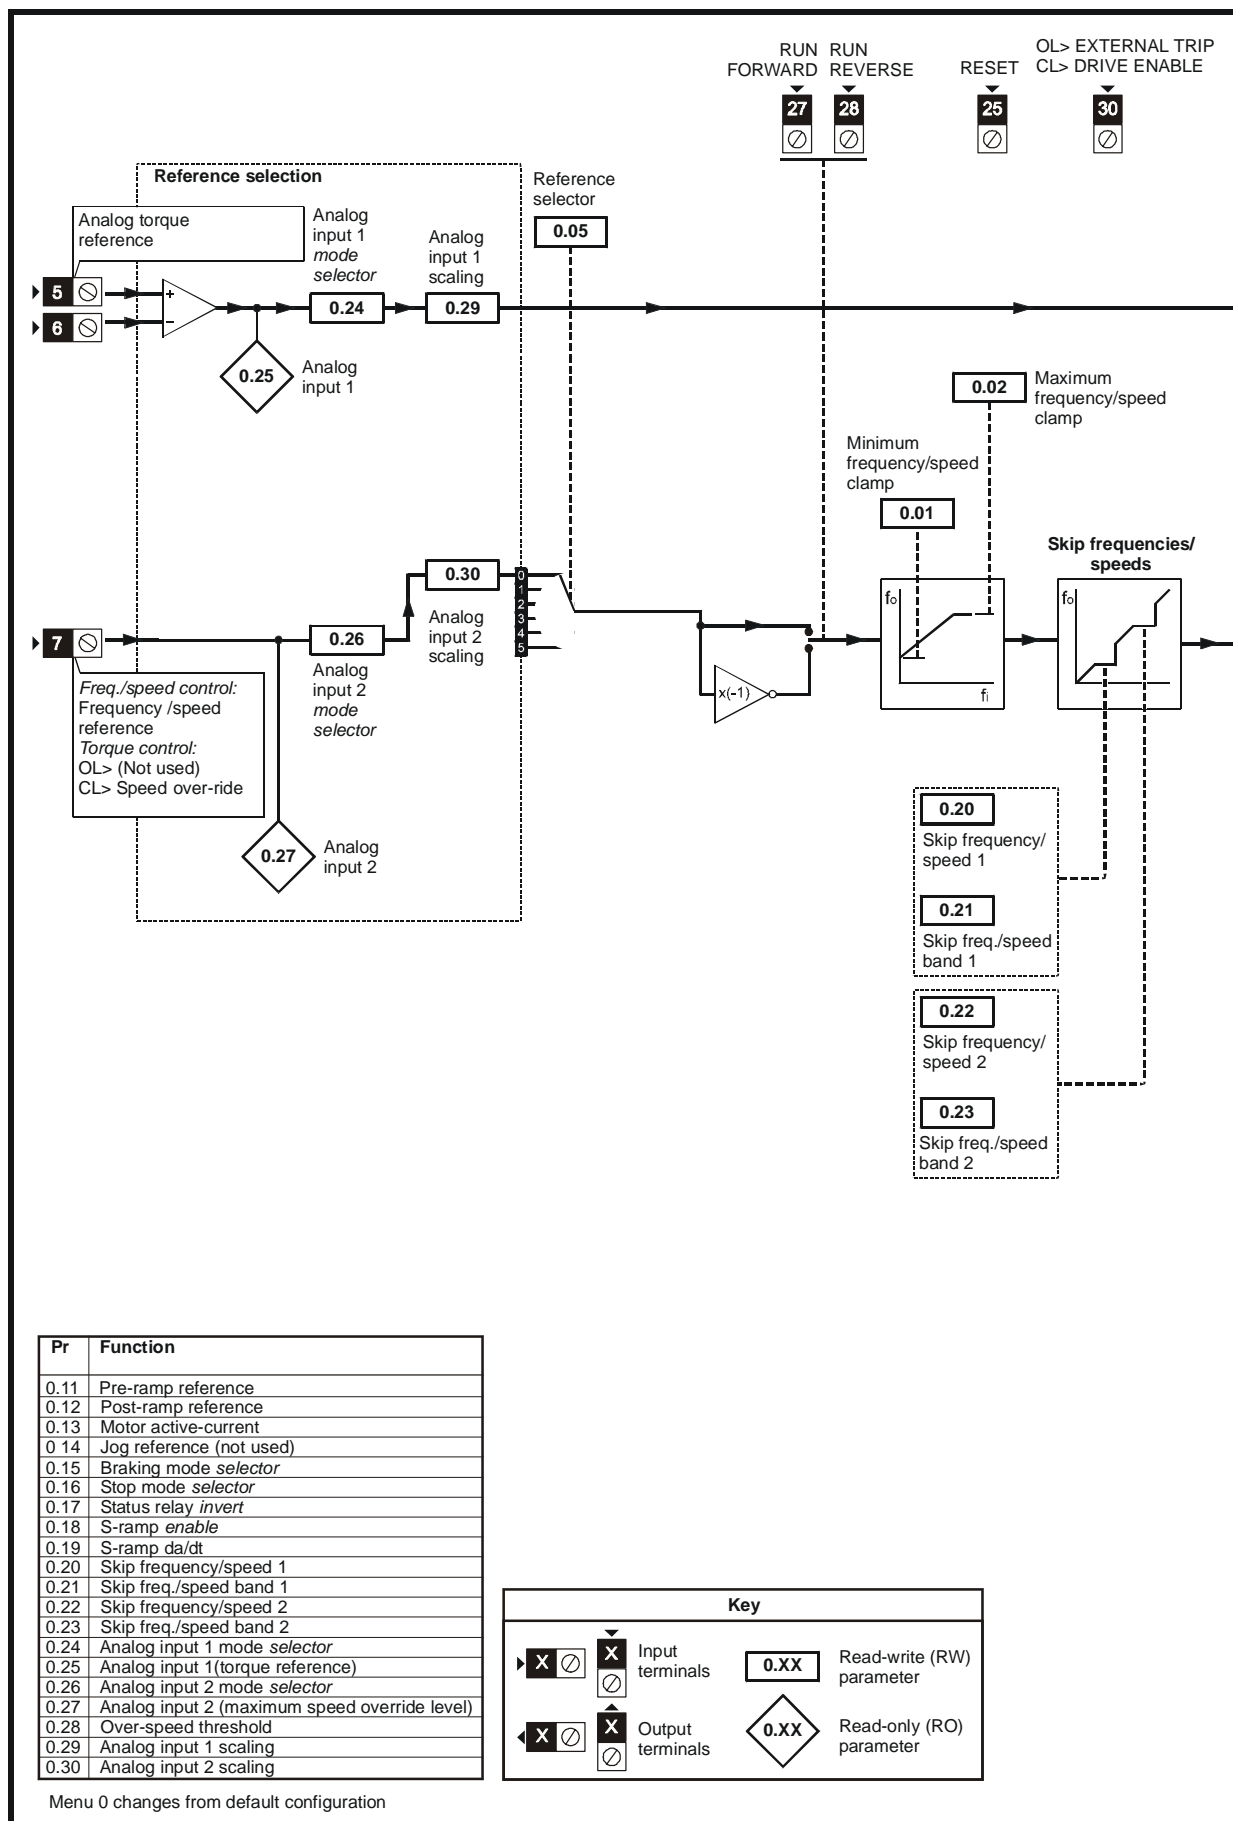 RUN FORWARD
RUN REVERSE
RESET
OL> EXTERNAL TRIP
CL> DRIVE ENABLE
27
28
25
30
Reference selection
Reference
selector
0.05
Analog torque
reference
Analog
input 1
mode
selector
Analog
input 1
scaling
5
6
+
−
0.24
0.29
0.25
Analog
input 1
0.02
Maximum
frequency/speed
clamp
Minimum
frequency/speed
clamp
0.01
Skip frequencies/
speeds
0.30
Analog
input 2
scaling
0
1
2
3
4
5
7
0.26
Analog
input 2
mode
selector
Freq./speed control:
Frequency /speed
reference
Torque control:
OL> (Not used)
CL> Speed over-ride
0.27
Analog
input 2
x(-1)
fo
fi
fo
0.20
Skip frequency/
speed 1
0.21
Skip freq./speed
band 1
0.22
Skip frequency/
speed 2
0.23
Skip freq./speed
band 2
Pr Function
0.11 Pre-ramp reference
0.12 Post-ramp reference
0.13 Motor active-current
0 14 Jog reference (not used)
0.15 Braking mode selector
0.16 Stop mode selector
0.17 Status relay invert
0.18 S-ramp enable
0.19 S-ramp da/dt
0.20 Skip frequency/speed 1
0.21 Skip freq./speed band 1
0.22 Skip frequency/speed 2
0.23 Skip freq./speed band 2
0.24 Analog input 1 mode selector
0.25 Analog input 1(torque reference)
0.26 Analog input 2 mode selector
0.27 Analog input 2 (maximum speed override level)
0.28 Over-speed threshold
0.29 Analog input 1 scaling
0.30 Analog input 2 scaling
Key
X
X
Input
terminals
0.XX
Read-write (RW)
parameter
X
X
Output
terminals
0.XX
Read-only (RO)
parameter
Menu 0 changes from default configuration